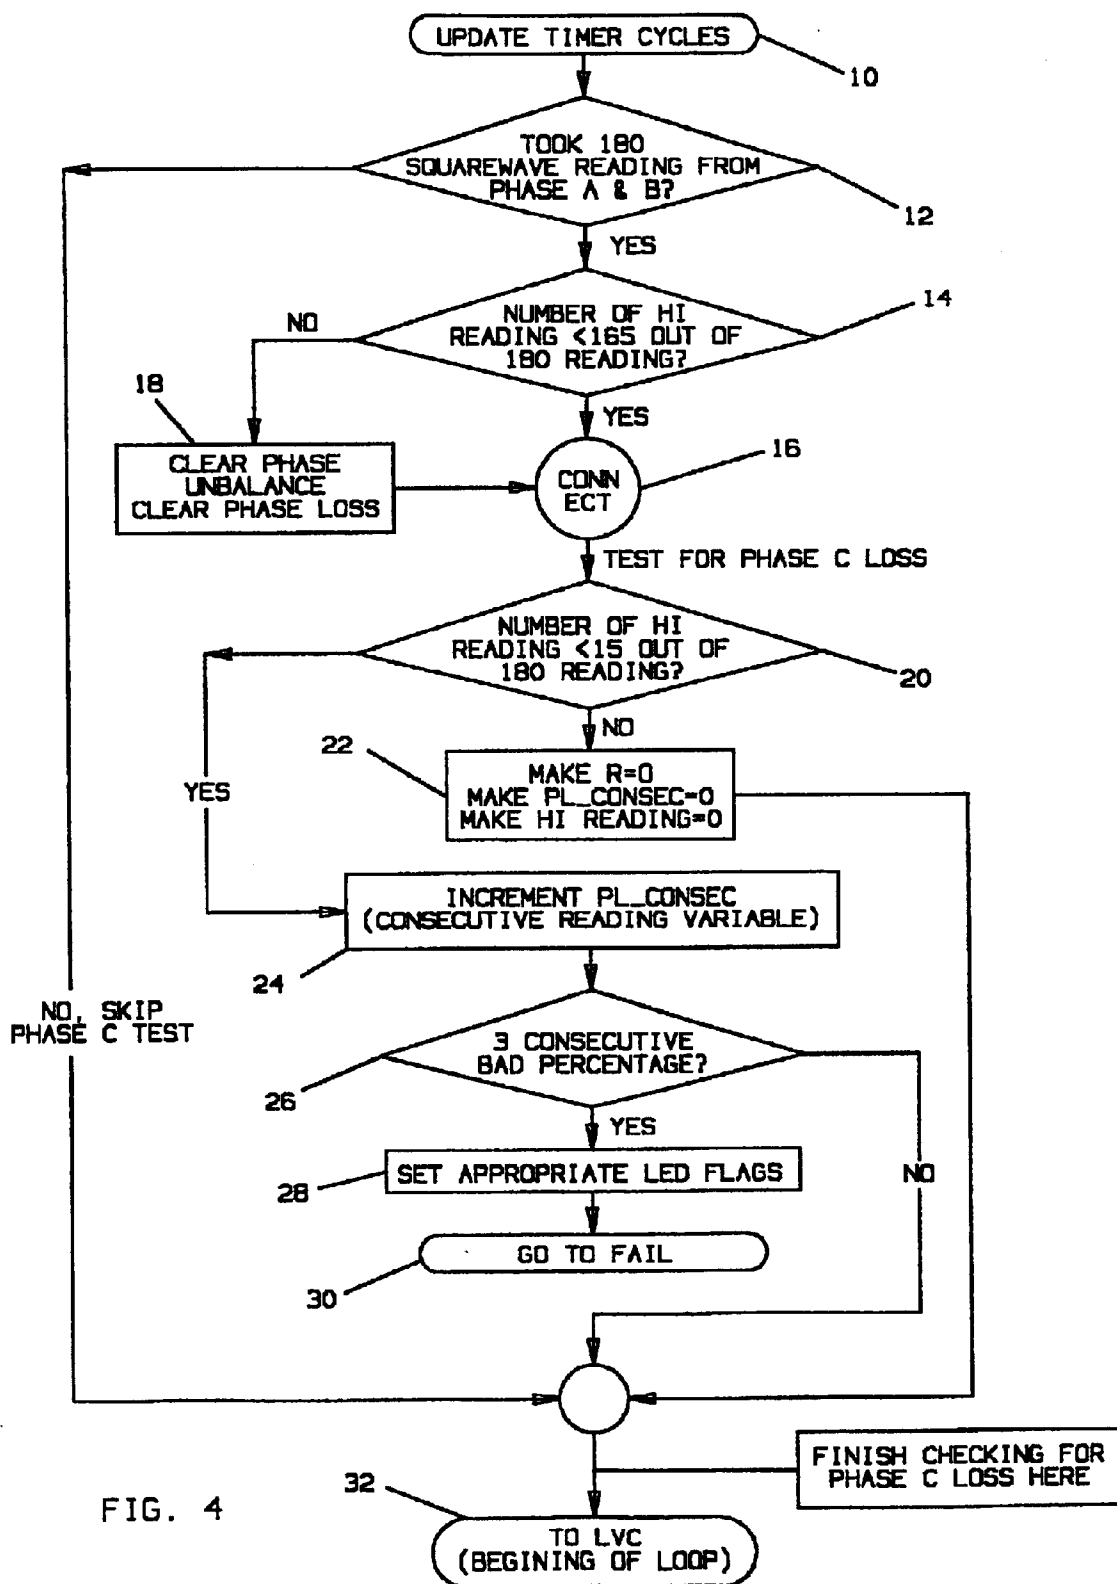 UPDATE TIMER CYCLES
10
TOOK 180
SQUAREWAVE READING FROM
PHASE A & B?
12
YES
NUMBER OF HI
READING <165 OUT OF
180 READING?
14
NO
YES
18
CLEAR PHASE
UNBALANCE
CLEAR PHASE LOSS
CONN
ECT
16
TEST FOR PHASE C LOSS
NUMBER OF HI
READING <15 OUT OF
180 READING?
20
NO
22
MAKE R=0
MAKE PL_CONSEC=0
MAKE HI READING=0
YES
INCREMENT PL_CONSEC
(CONSECUTIVE READING VARIABLE)
24
NO, SKIP
PHASE C TEST
3 CONSECUTIVE
BAD PERCENTAGE?
26
YES
NO
SET APPROPRIATE LED FLAGS
28
GO TO FAIL
30
FINISH CHECKING FOR
PHASE C LOSS HERE
32
FIG. 4
TO LVC
(BEGINING OF LOOP)